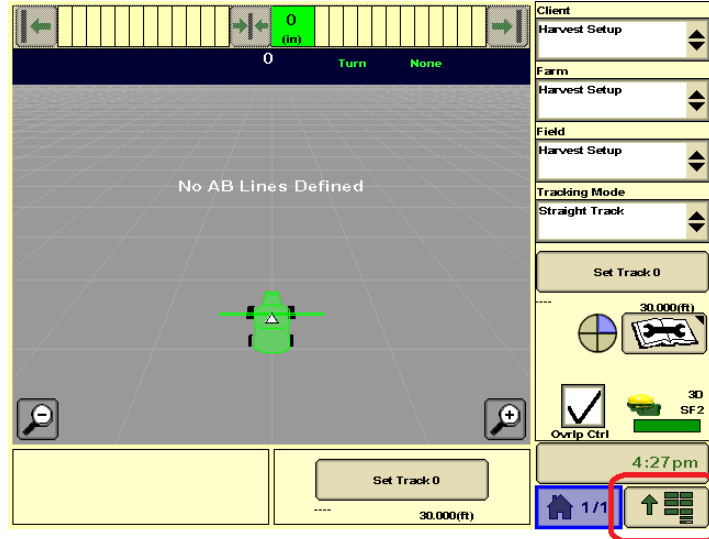 0
(in)
0
Turn
None
No AB Lines Defined
Client
Harvest Setup
Farm
Harvest Setup
Field
Harvest Setup
Tracking Mode
Straight Track
Set Track 0
----
30.000(ft)
3D
SF2
Ovrlp Ctrl
4:27pm
Set Track 0
----
30.000(ft)
1/1